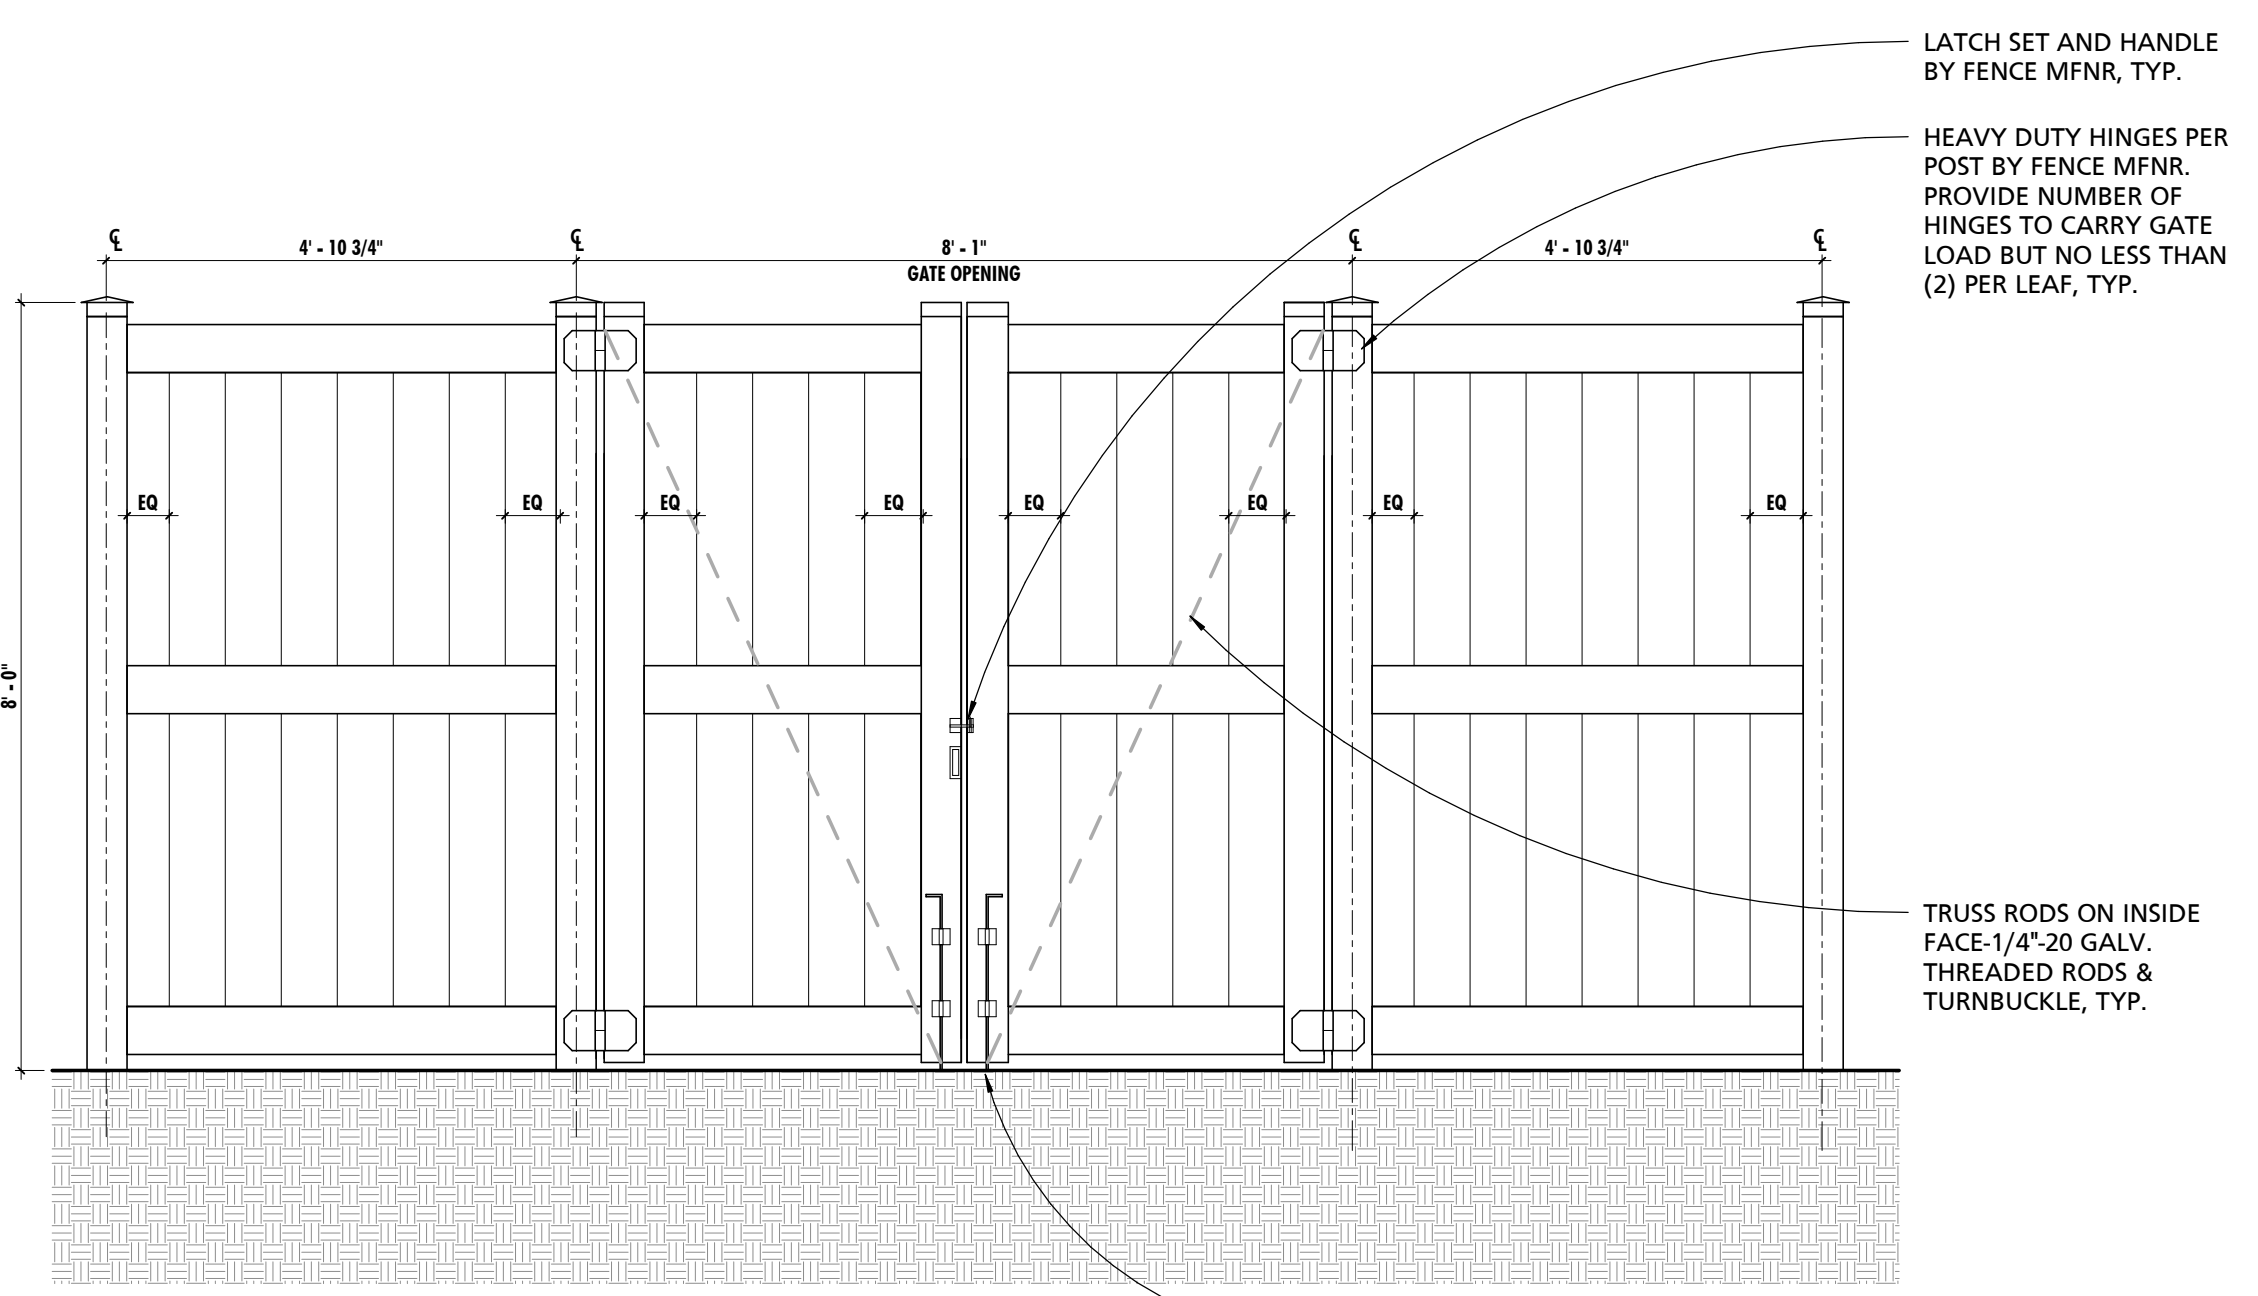 LATCH SET AND HANDLE
BY FENCE MFNR, TYP.
HEAVY DUTY HINGES PER
POST BY FENCE MFNR.
PROVIDE NUMBER OF
HINGES TO CARRY GATE
LOAD BUT NO LESS THAN
(2) PER LEAF, TYP.
℄ 4' - 10 3/4" ℄ 8' - 1" ℄ 4' - 10 3/4" ℄
GATE OPENING
EQ EQ EQ EQ EQ EQ EQ EQ
8' - 0"
TRUSS RODS ON INSIDE
FACE-1/4"-20 GALV.
THREADED RODS &
TURNBUCKLE, TYP.